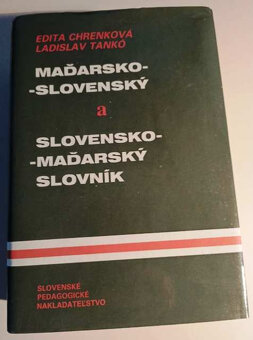 EDITA CHRENKOVÁ
LADISLAV TANKÓ
MAĎARSKO-
-SLOVENSKÝ
a
SLOVENSKO-
-MAĎARSKÝ
SLOVNÍK
SLOVENSKÉ
PEDAGOGICKÉ
NAKLADATEĽSTVO